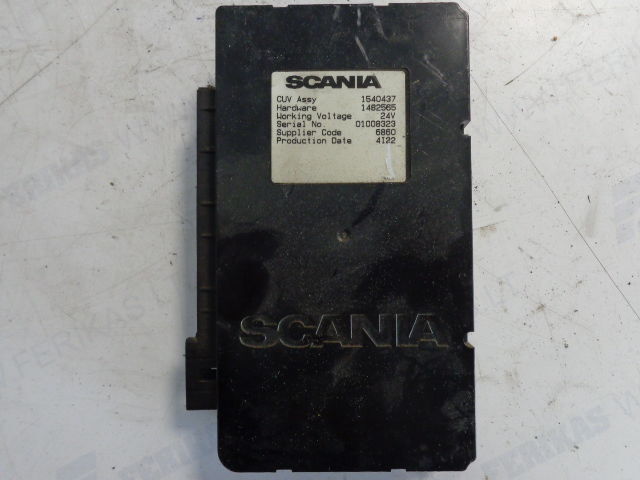 SCANIA
CUV Assy 1540437
Hardware 1482565
Working Voltage 24V
Serial No. 01008323
Supplier Code 6860
Production Date 4122
SCANIA